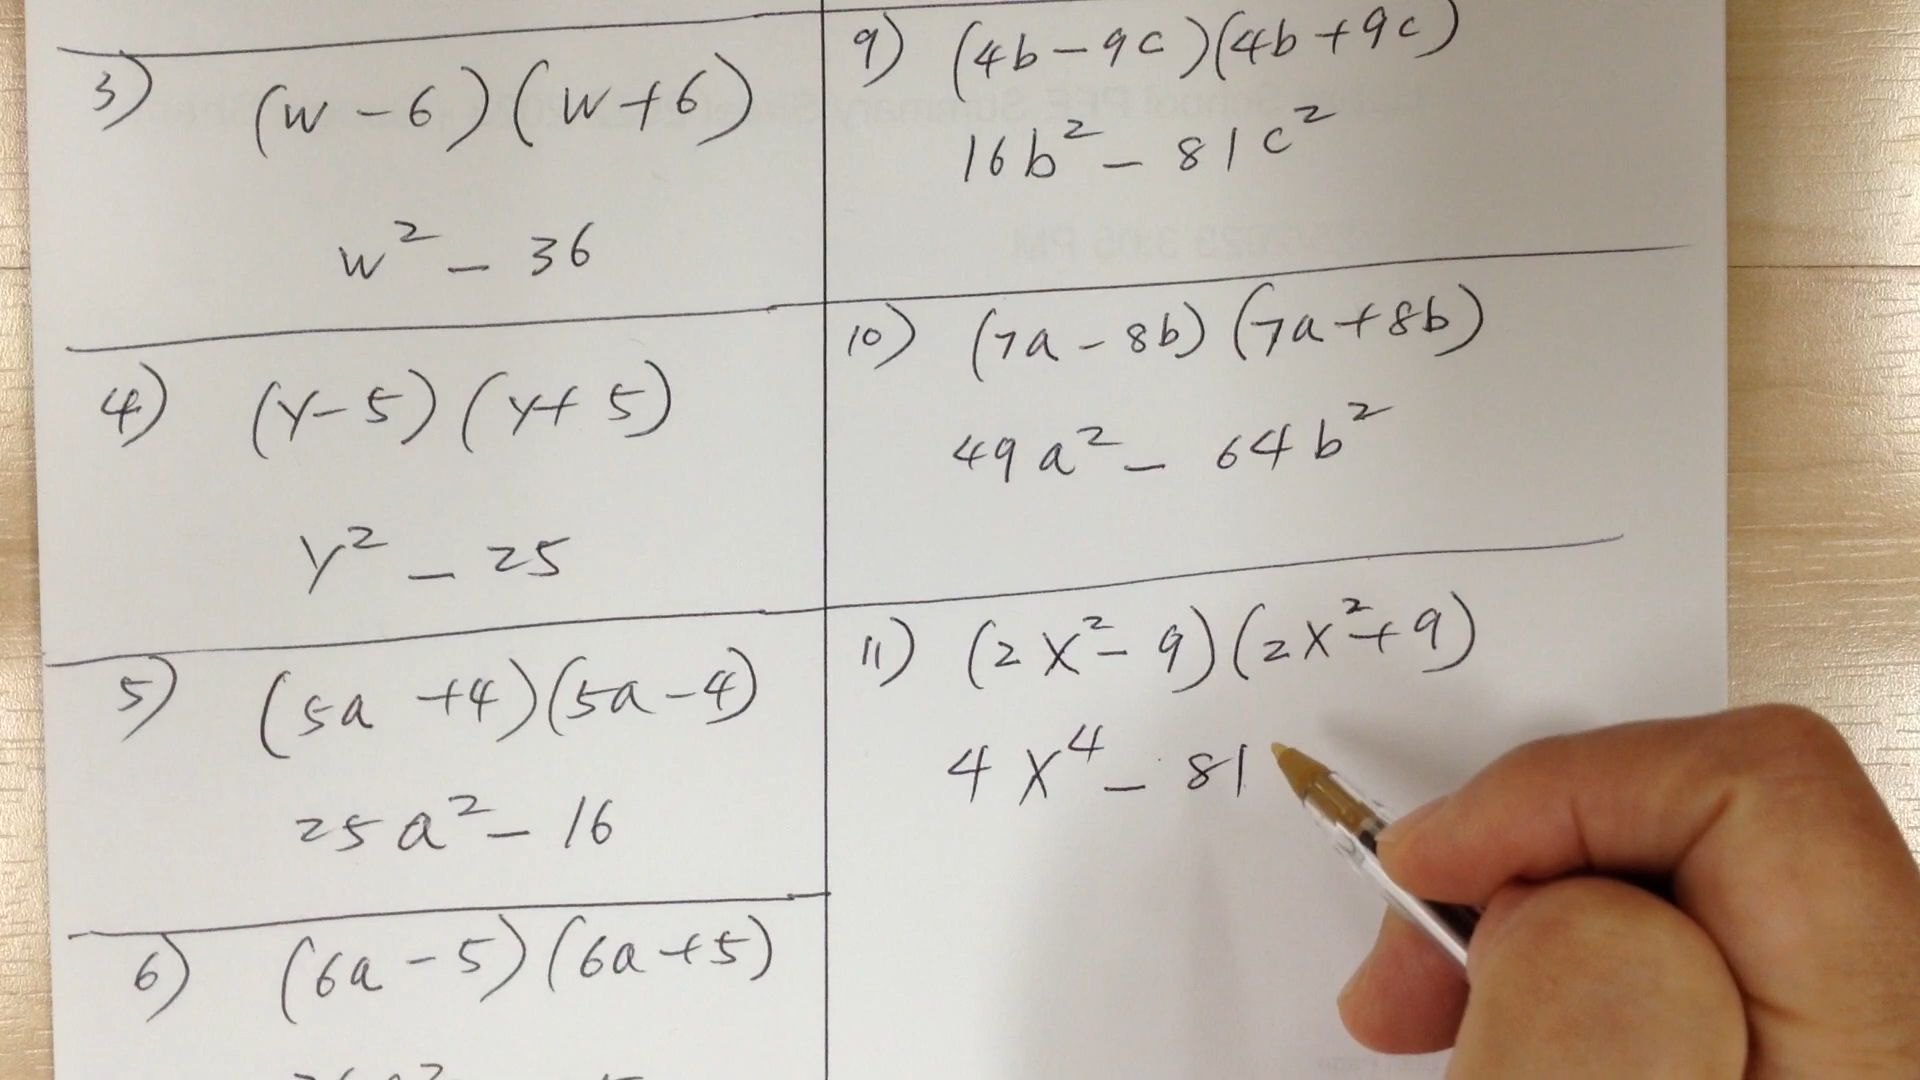 3) (w - 6)(w + 6)
w² - 36
4) (y - 5)(y + 5)
y² - 25
5) (5a + 4)(5a - 4)
25a² - 16
6) (6a - 5)(6a + 5)
9) (4b - 9c)(4b + 9c)
16b² - 81c²
10) (7a - 8b)(7a + 8b)
49a² - 64b²
11) (2x² - 9)(2x² + 9)
4x⁴ - 81